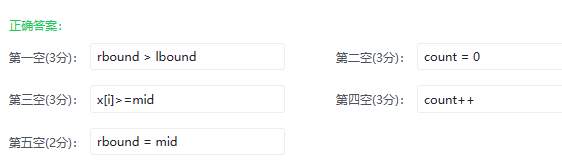 正确答案:
第一空(3分): rbound > lbound 第二空(3分): count = 0
第三空(3分): x[i]>=mid 第四空(3分): count++
第五空(2分): rbound = mid